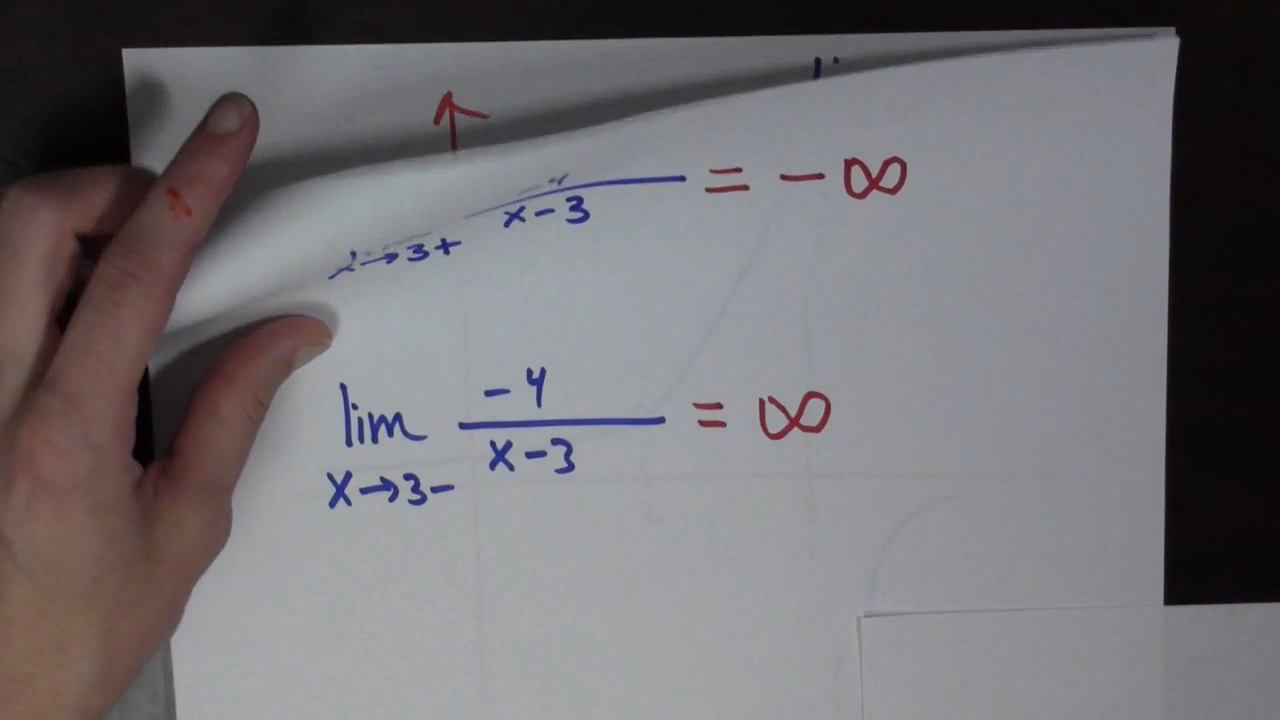 x-3 = - ∞
→3+
lim -4/x-3 = ∞
x→3-